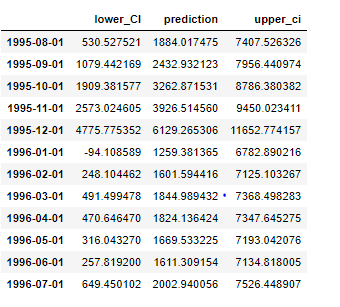 lower_CI prediction upper_ci
1995-08-01 530.527521 1884.017475 7407.526326
1995-09-01 1079.442169 2432.932123 7956.440974
1995-10-01 1909.381577 3262.871531 8786.380382
1995-11-01 2573.024605 3926.514560 9450.023411
1995-12-01 4775.775352 6129.265306 11652.774157
1996-01-01 -94.108589 1259.381365 6782.890216
1996-02-01 248.104462 1601.594416 7125.103267
1996-03-01 491.499478 1844.989432 7368.498283
1996-04-01 470.646470 1824.136424 7347.645275
1996-05-01 316.043270 1669.533225 7193.042076
1996-06-01 257.819200 1611.309154 7134.818005
1996-07-01 649.450102 2002.940056 7526.448907